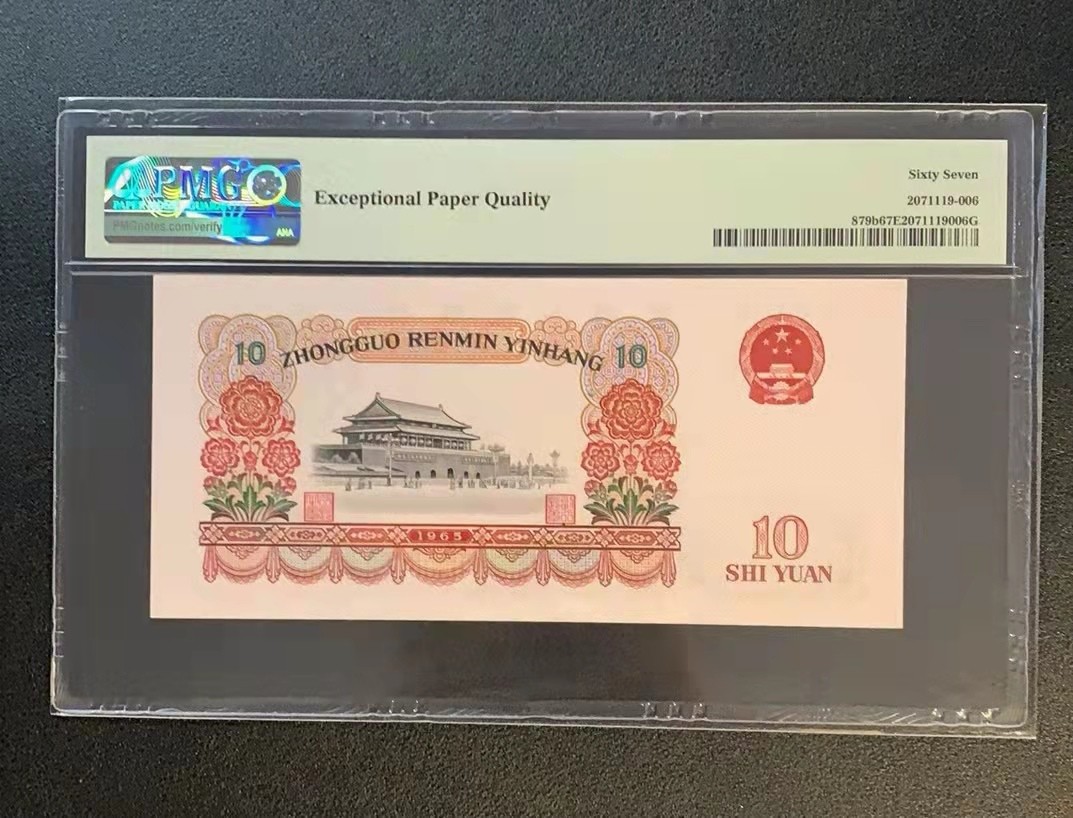 PMG
PMGnotes.com/verify
ANA
Exceptional Paper Quality
Sixty Seven
2071119-006
879b67E2071119006G
10 ZHONGGUO RENMIN YINHANG 10
1965
10
SHI YUAN